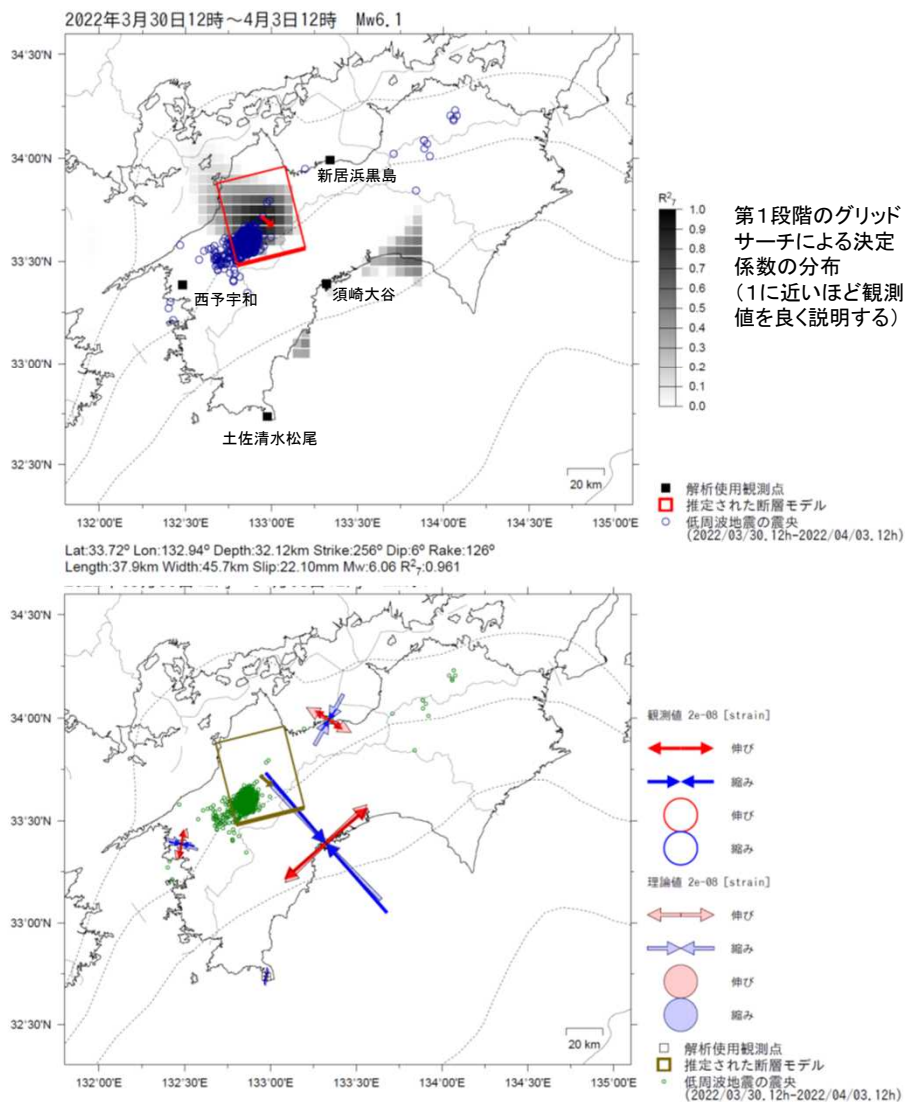 2022年3月30日12時～4月3日12時 Mw6.1
34°30'N
34°00'N
33°30'N
33°00'N
32°30'N
新居浜黒島
西予宇和
須崎大谷
土佐清水松尾
20 km
132°00'E 132°30'E 133°00'E 133°30'E 134°00'E 134°30'E 135°00'E
R²₇
1.0
0.9
0.8
0.7
0.6
0.5
0.4
0.3
0.2
0.1
0.0
第1段階のグリッド
サーチによる決定
係数の分布
（1に近いほど観測
値を良く説明する）
解析使用観測点
推定された断層モデル
低周波地震の震央
(2022/03/30.12h-2022/04/03.12h)
Lat:33.72º Lon:132.94º Depth:32.12km Strike:256º Dip:6º Rake:126º
Length:37.9km Width:45.7km Slip:22.10mm Mw:6.06 R²₇:0.961
34°30'N
34°00'N
33°30'N
33°00'N
32°30'N
20 km
132°00'E 132°30'E 133°00'E 133°30'E 134°00'E 134°30'E 135°00'E
観測値 2e-08 [strain]
伸び
縮み
伸び
縮み
理論値 2e-08 [strain]
伸び
縮み
伸び
縮み
解析使用観測点
推定された断層モデル
低周波地震の震央
(2022/03/30.12h-2022/04/03.12h)